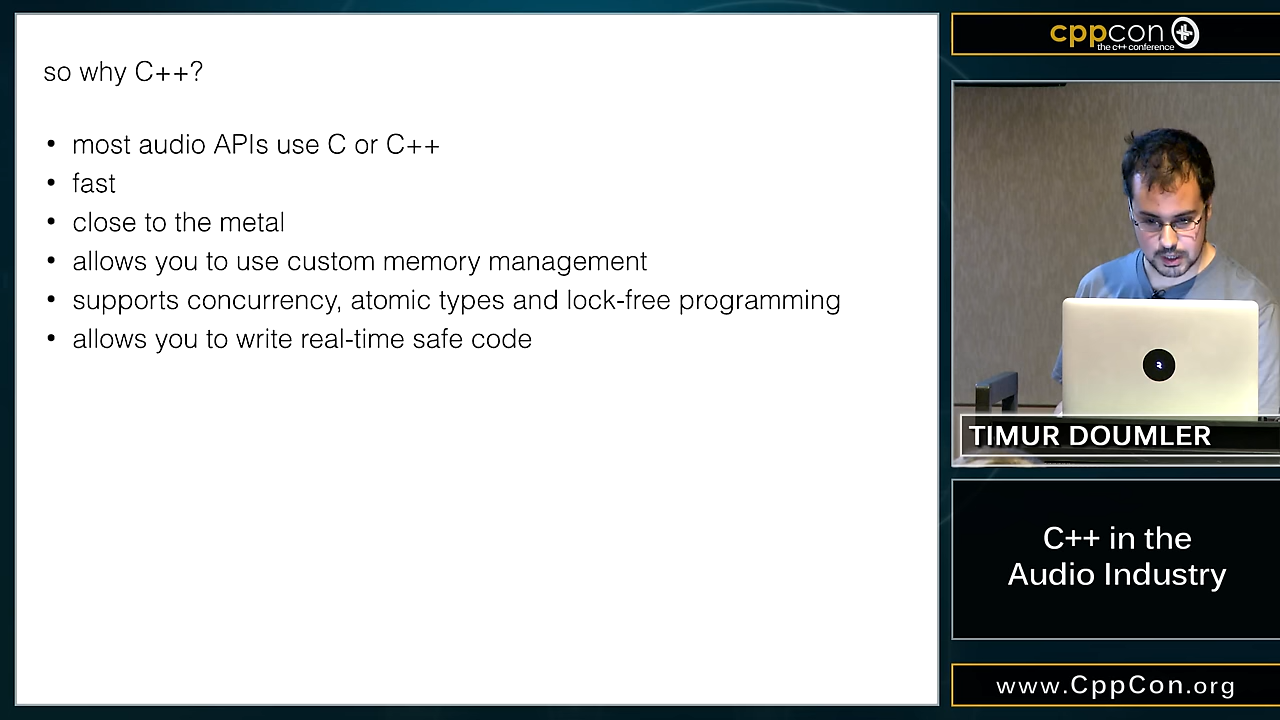 so why C++?
• most audio APIs use C or C++
• fast
• close to the metal
• allows you to use custom memory management
• supports concurrency, atomic types and lock-free programming
• allows you to write real-time safe code
cppcon
the c++ conference
TIMUR DOUMLER
C++ in the
Audio Industry
www.CppCon.org